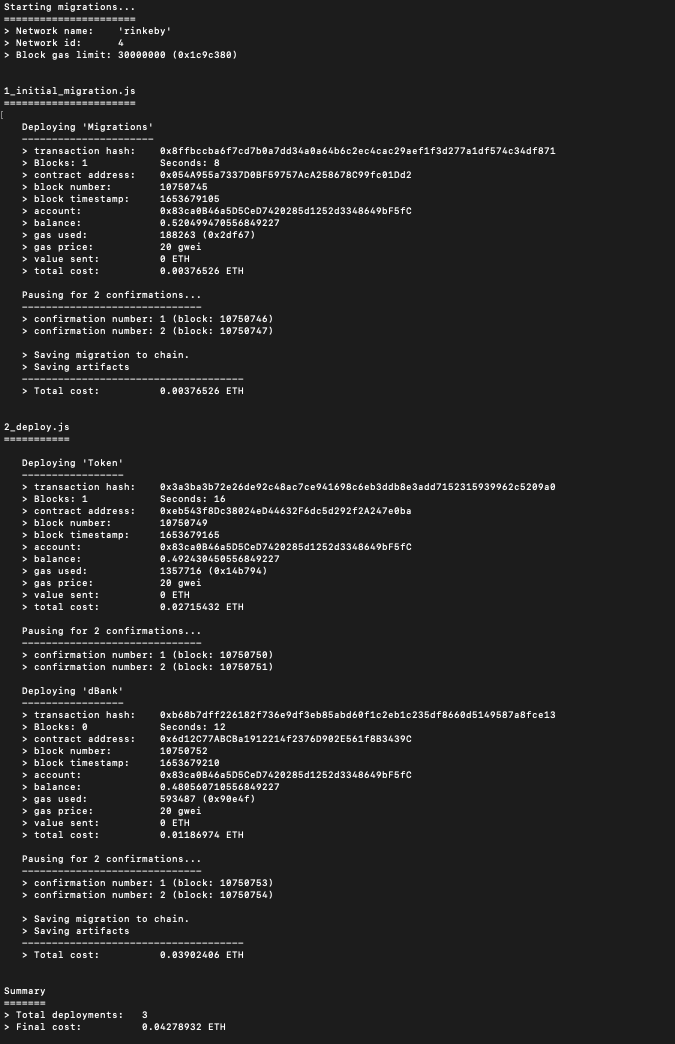 Starting migrations...
======================
> Network name:    'rinkeby'
> Network id:      4
> Block gas limit: 30000000 (0x1c9c380)
1_initial_migration.js
======================
[
Deploying 'Migrations'
----------------------
> transaction hash:    0x8ffbccba6f7cd7b0a7dd34a0a64b6c2ec4cac29aef1f3d277a1df574c34df871
> Blocks: 1            Seconds: 8
> contract address:    0x054A955a7337D0BF59757AcA258678C99fc01Dd2
> block number:        10750745
> block timestamp:     1653679105
> account:             0x83ca0B46a5D5CeD7420285d1252d3348649bF5fC
> balance:             0.520499470556849227
> gas used:            188263 (0x2df67)
> gas price:           20 gwei
> value sent:          0 ETH
> total cost:          0.00376526 ETH
Pausing for 2 confirmations...
------------------------------
> confirmation number: 1 (block: 10750746)
> confirmation number: 2 (block: 10750747)
> Saving migration to chain.
> Saving artifacts
-------------------------------------
> Total cost:          0.00376526 ETH
2_deploy.js
===========
Deploying 'Token'
-----------------
> transaction hash:    0x3a3ba3b72e26de92c48ac7ce941698c6eb3ddb8e3add7152315939962c5209a0
> Blocks: 1            Seconds: 16
> contract address:    0xeb543f8Dc38024eD44632F6dc5d292f2A247e0ba
> block number:        10750749
> block timestamp:     1653679165
> account:             0x83ca0B46a5D5CeD7420285d1252d3348649bF5fC
> balance:             0.492430450556849227
> gas used:            1357716 (0x14b794)
> gas price:           20 gwei
> value sent:          0 ETH
> total cost:          0.02715432 ETH
Pausing for 2 confirmations...
------------------------------
> confirmation number: 1 (block: 10750750)
> confirmation number: 2 (block: 10750751)
Deploying 'dBank'
-----------------
> transaction hash:    0xb68b7dff226182f736e9df3eb85abd60f1c2eb1c235df8660d5149587a8fce13
> Blocks: 0            Seconds: 12
> contract address:    0x6d12C77ABCBa1912214f2376D902E561f8B3439C
> block number:        10750752
> block timestamp:     1653679210
> account:             0x83ca0B46a5D5CeD7420285d1252d3348649bF5fC
> balance:             0.480560710556849227
> gas used:            593487 (0x90e4f)
> gas price:           20 gwei
> value sent:          0 ETH
> total cost:          0.01186974 ETH
Pausing for 2 confirmations...
------------------------------
> confirmation number: 1 (block: 10750753)
> confirmation number: 2 (block: 10750754)
> Saving migration to chain.
> Saving artifacts
-------------------------------------
> Total cost:          0.03902406 ETH
Summary
=======
> Total deployments:   3
> Final cost:          0.04278932 ETH